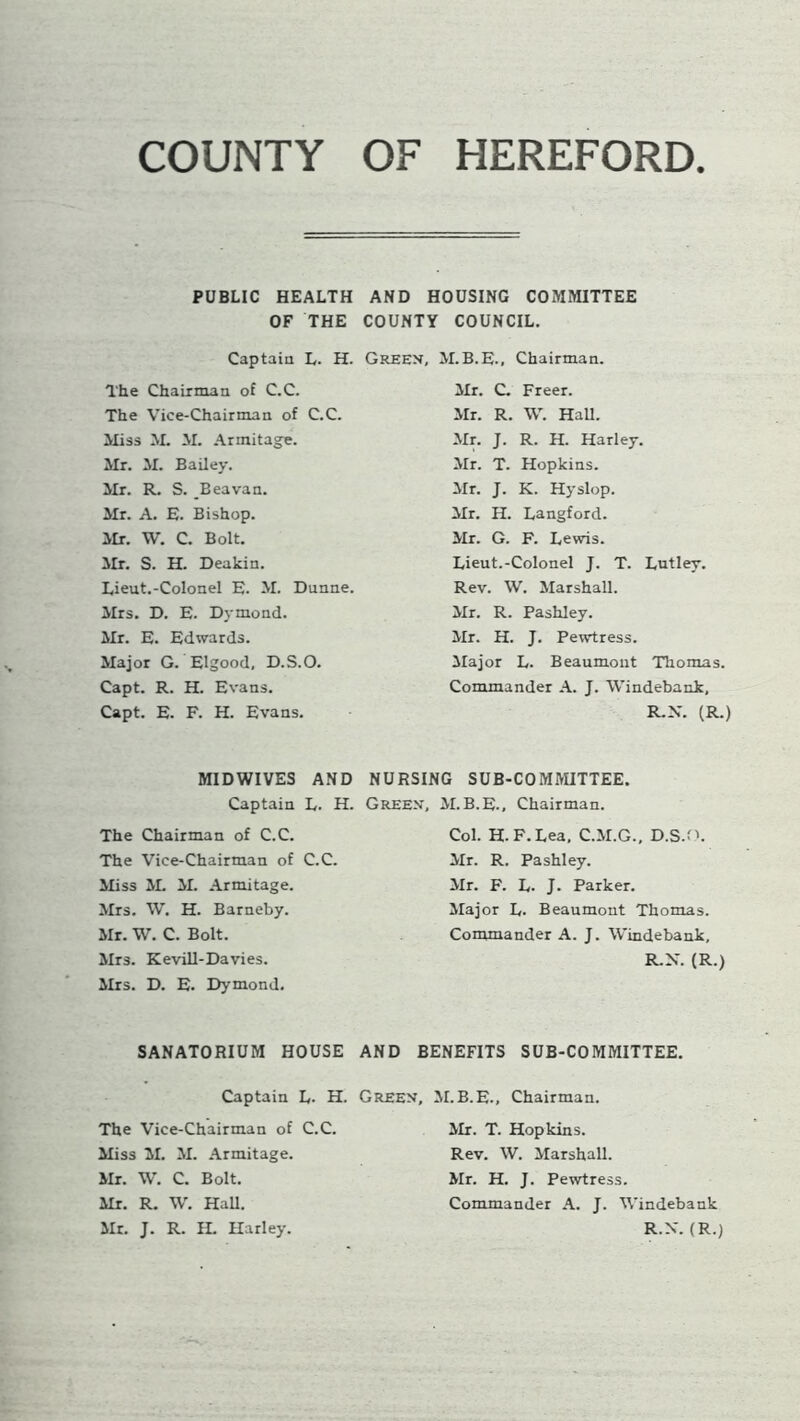 COUNTY OF HEREFORD.
PUBLIC HEALTH AND HOUSING COMMITTEE
OF THE COUNTY COUNCIL.
Captain L. H. GREEN, M.B.E., Chairman.
The Chairman of C.C.
The Vice-Chairman of C.C.
Miss M. M. Armitage.
Mr. M. Bailey.
Mr. R. S. Beavan.
Mr. A. E. Bishop.
Mr. W. C. Bolt.
Mr. S. H. Deakin.
Lieut.-Colonel E. M. Dunne.
Mrs. D. E. Dymond.
Mr. E. Edwards.
Major G. Elgood, D.S.O.
Capt. R. H. Evans.
Capt. E. F. H. Evans.
Mr. C. Freer.
Mr. R. W. Hall.
Mr. J. R. H. Harley.
Mr. T. Hopkins.
Mr. J. K. Hyslop.
Mr. H. Langford.
Mr. G. F. Lewis.
Lieut.-Colonel J. T. Lutley.
Rev. W. Marshall.
Mr. R. Pashley.
Mr. H. J. Pewtress.
Major L. Beaumont Thomas.
Commander A. J. Windebank,
R.N. (R.)
MIDWIVES AND NURSING SUB-COMMITTEE.
Captain L. H. GREEN, M.B.E., Chairman.
The Chairman of C.C.
The Vice-Chairman of C.C.
Miss M. M. Armitage.
Mrs. W. H. Barneby.
Mr. W. C. Bolt.
Mrs. Kevill-Davies.
Mrs. D. E. Dymond.
Col. H. F. Lea, C.M.G., D.S.O.
Mr. R. Pashley.
Mr. F. L. J. Parker.
Major L. Beaumont Thomas.
Commander A. J. Windebank,
R.N. (R.)
SANATORIUM HOUSE AND BENEFITS SUB-COMMITTEE.
Captain L. H. GREEN, M.B.E., Chairman.
The Vice-Chairman of C.C.
Miss M. M. Armitage.
Mr. W. C. Bolt.
Mr. R. W. Hall.
Mr. J. R. H. Harley.
Mr. T. Hopkins.
Rev. W. Marshall.
Mr. H. J. Pewtress.
Commander A. J. Windebank
R.N. (R.)